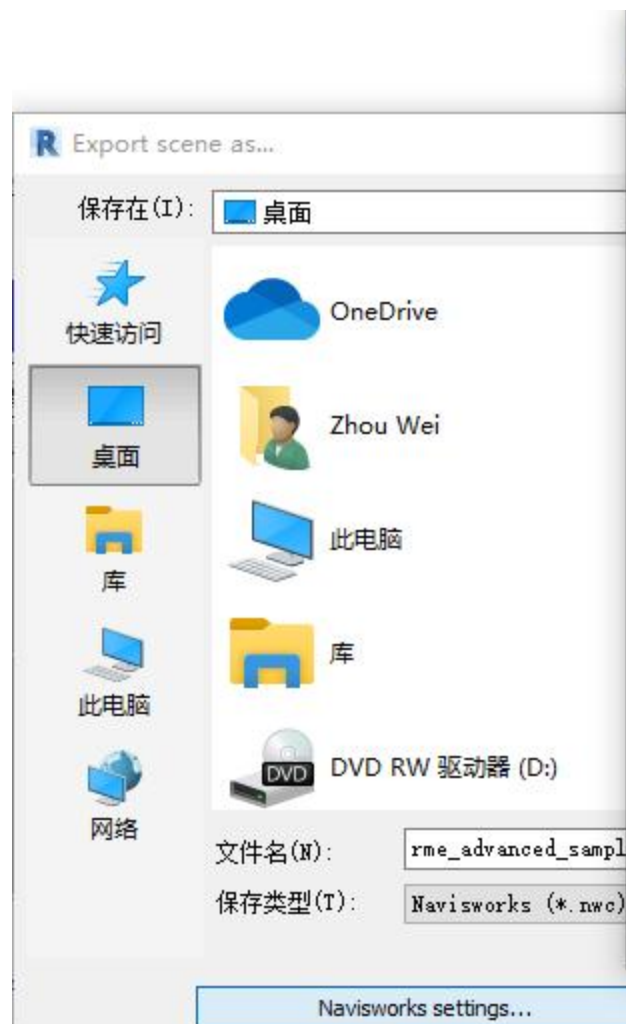 Export scene as...
保存在(I):
桌面
快速访问
桌面
库
此电脑
网络
OneDrive
Zhou Wei
此电脑
库
DVD RW 驱动器 (D:)
文件名(N):
rme_advanced_sampl
保存类型(T):
Navisworks (*.nwc)
Navisworks settings...